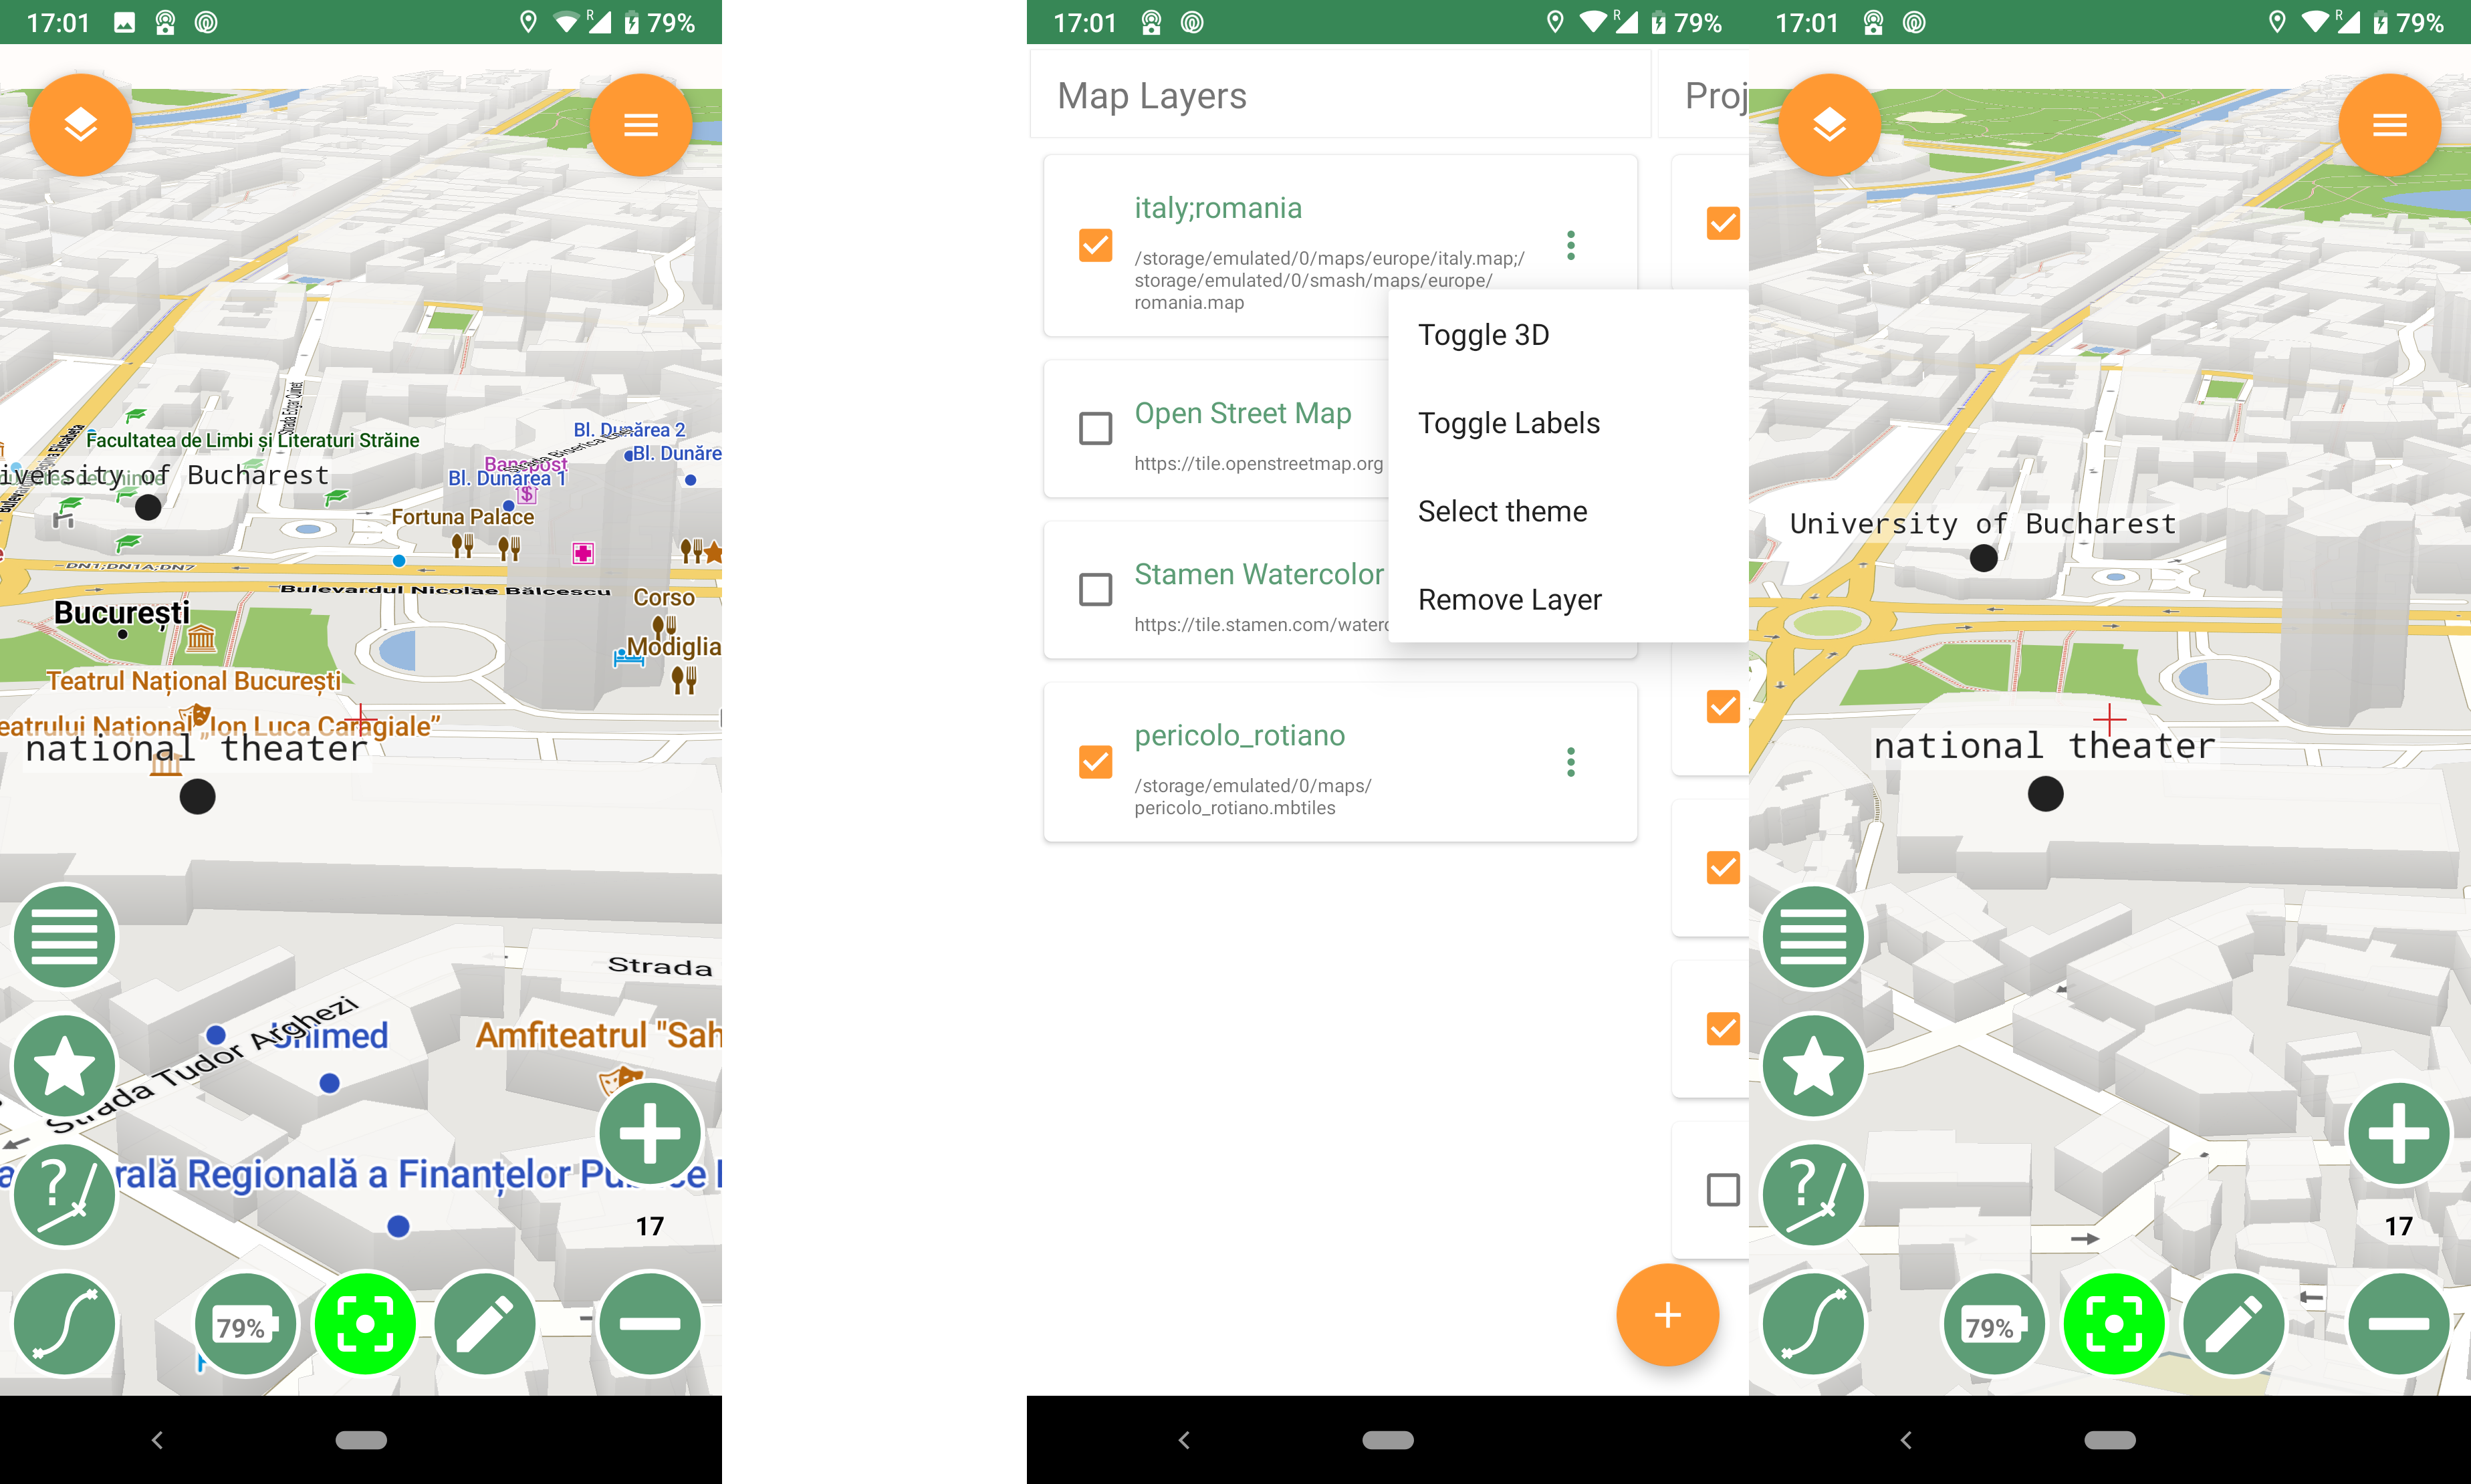 17:01
R
79%
Strada Edgar Quinet
Facultatea de Limbi și Literaturi Străine
Bl. Dunărea 2
Bl. Dunăre
Bancpost
Bl. Dunărea 1
iversity of Bucharest
Fortuna Palace
DN1;DN1A;DN7
Bulevardul Nicolae Bălcescu
București
Corso
Modiglia
Teatrul Național București
eatrului Național „Ion Luca Caragiale”
national theater
Strada
Strada Tudor Arghezi
Unimed
Amfiteatrul "Sah
rală Regională a Finanțelor Pu
17
79%
17:01
R
79%
Map Layers
Proj
italy;romania
/storage/emulated/0/maps/europe/italy.map;/
storage/emulated/0/smash/maps/europe/
romania.map
Toggle 3D
Toggle Labels
Select theme
Remove Layer
Open Street Map
https://tile.openstreetmap.org
Stamen Watercolor
https://tile.stamen.com/waterc
pericolo_rotiano
/storage/emulated/0/maps/
pericolo_rotiano.mbtiles
17:01
R
79%
University of Bucharest
national theater
17
79%